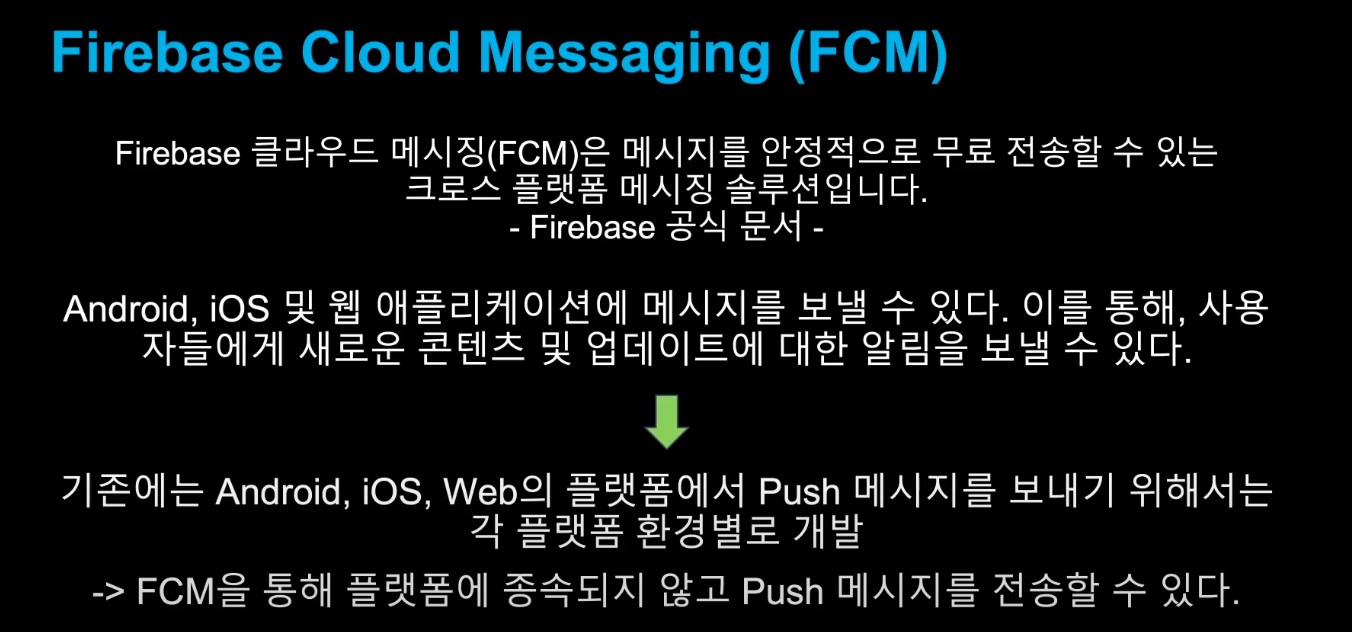 Firebase Cloud Messaging (FCM)
Firebase 클라우드 메시징(FCM)은 메시지를 안정적으로 무료 전송할 수 있는
크로스 플랫폼 메시징 솔루션입니다.
- Firebase 공식 문서 -
Android, iOS 및 웹 애플리케이션에 메시지를 보낼 수 있다. 이를 통해, 사용
자들에게 새로운 콘텐츠 및 업데이트에 대한 알림을 보낼 수 있다.
기존에는 Android, iOS, Web의 플랫폼에서 Push 메시지를 보내기 위해서는
각 플랫폼 환경별로 개발
-> FCM을 통해 플랫폼에 종속되지 않고 Push 메시지를 전송할 수 있다.